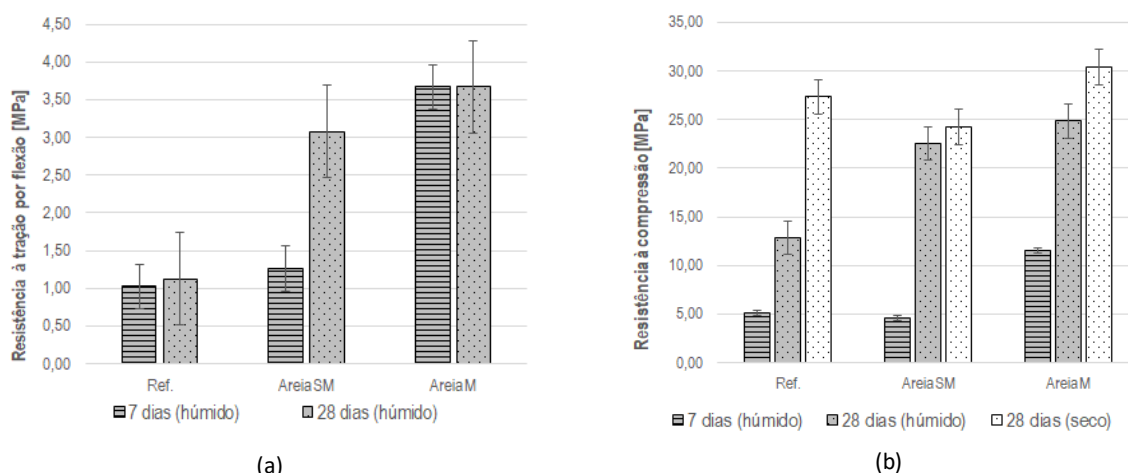 Resistência à tração por flexão [MPa]
4,50
4,00
3,50
3,00
2,50
2,00
1,50
1,00
0,50
0,00
Ref.
Areia SM
Areia M
7 dias (húmido)
28 dias (húmido)
(a)
Resistência à compressão [MPa]
35,00
30,00
25,00
20,00
15,00
10,00
5,00
0,00
Ref.
Areia SM
Areia M
7 dias (húmido)
28 dias (húmido)
28 dias (seco)
(b)